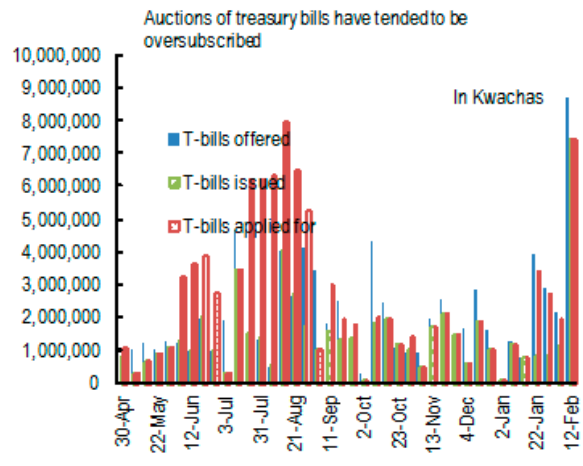 Auctions of treasury bills have tended to be
oversubscribed
10,000,000
9,000,000
8,000,000
7,000,000
6,000,000
5,000,000
4,000,000
3,000,000
2,000,000
1,000,000
0
In Kwachas
T-bills offered
T-bills issued
T-bills applied for
30-Apr
22-May
12-Jun
3-Jul
31-Jul
21-Aug
11-Sep
2-Oct
23-Oct
13-Nov
4-Dec
2-Jan
22-Jan
12-Feb